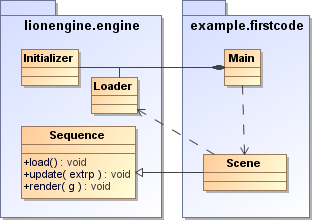 lionengine.engine
example.firstcode
Initializer
Main
Loader
Sequence
+load() : void
+update( extrp ) : void
+render( g ) : void
Scene